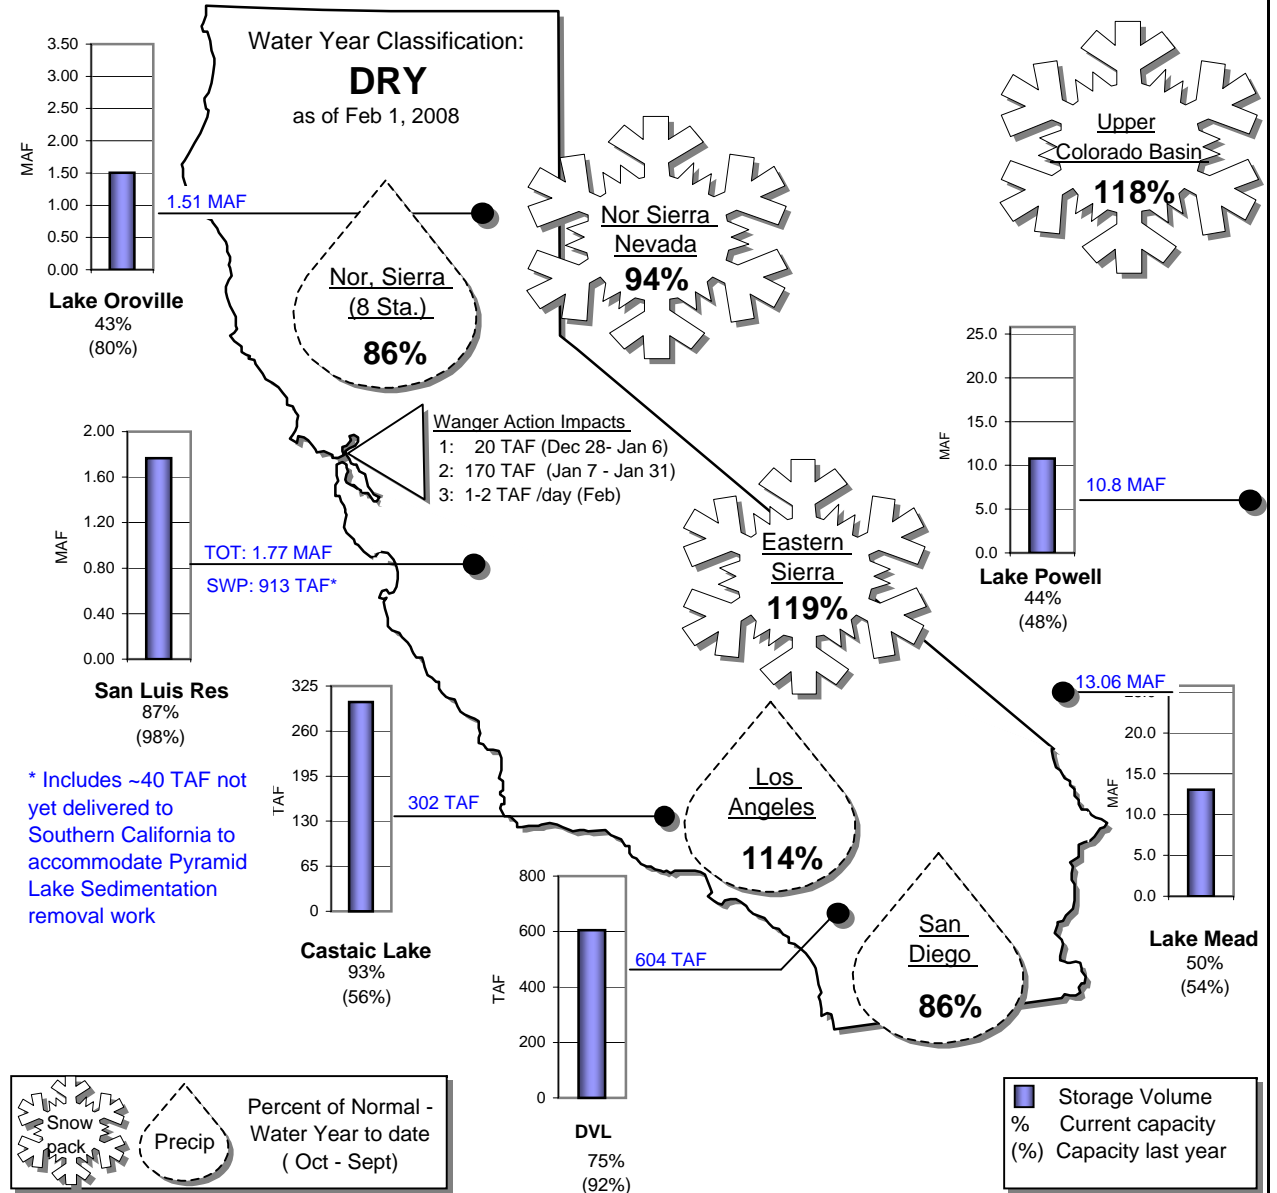 Water Year Classification:
DRY
as of Feb 1, 2008
3.50
3.00
2.50
2.00
1.50
1.00
0.50
0.00
MAF
1.51 MAF
Lake Oroville
43%
(80%)
Nor, Sierra
(8 Sta.)
86%
Nor Sierra
Nevada
94%
Upper
Colorado Basin
118%
Wanger Action Impacts
1: 20 TAF (Dec 28- Jan 6)
2: 170 TAF (Jan 7 - Jan 31)
3: 1-2 TAF /day (Feb)
2.00
1.60
1.20
0.80
0.40
0.00
MAF
TOT: 1.77 MAF
SWP: 913 TAF*
San Luis Res
87%
(98%)
* Includes ~40 TAF not
yet delivered to
Southern California to
accommodate Pyramid
Lake Sedimentation
removal work
Eastern
Sierra
119%
25.0
20.0
15.0
10.0
5.0
0.0
MAF
10.8 MAF
Lake Powell
44%
(48%)
13.06 MAF
20.0
15.0
10.0
5.0
0.0
MAF
Lake Mead
50%
(54%)
325
260
195
130
65
0
TAF
302 TAF
Castaic Lake
93%
(56%)
Los
Angeles
114%
800
600
400
200
0
TAF
604 TAF
DVL
75%
(92%)
San
Diego
86%
Snow
pack
Precip
Percent of Normal -
Water Year to date
( Oct - Sept)
Storage Volume
% Current capacity
(%) Capacity last year